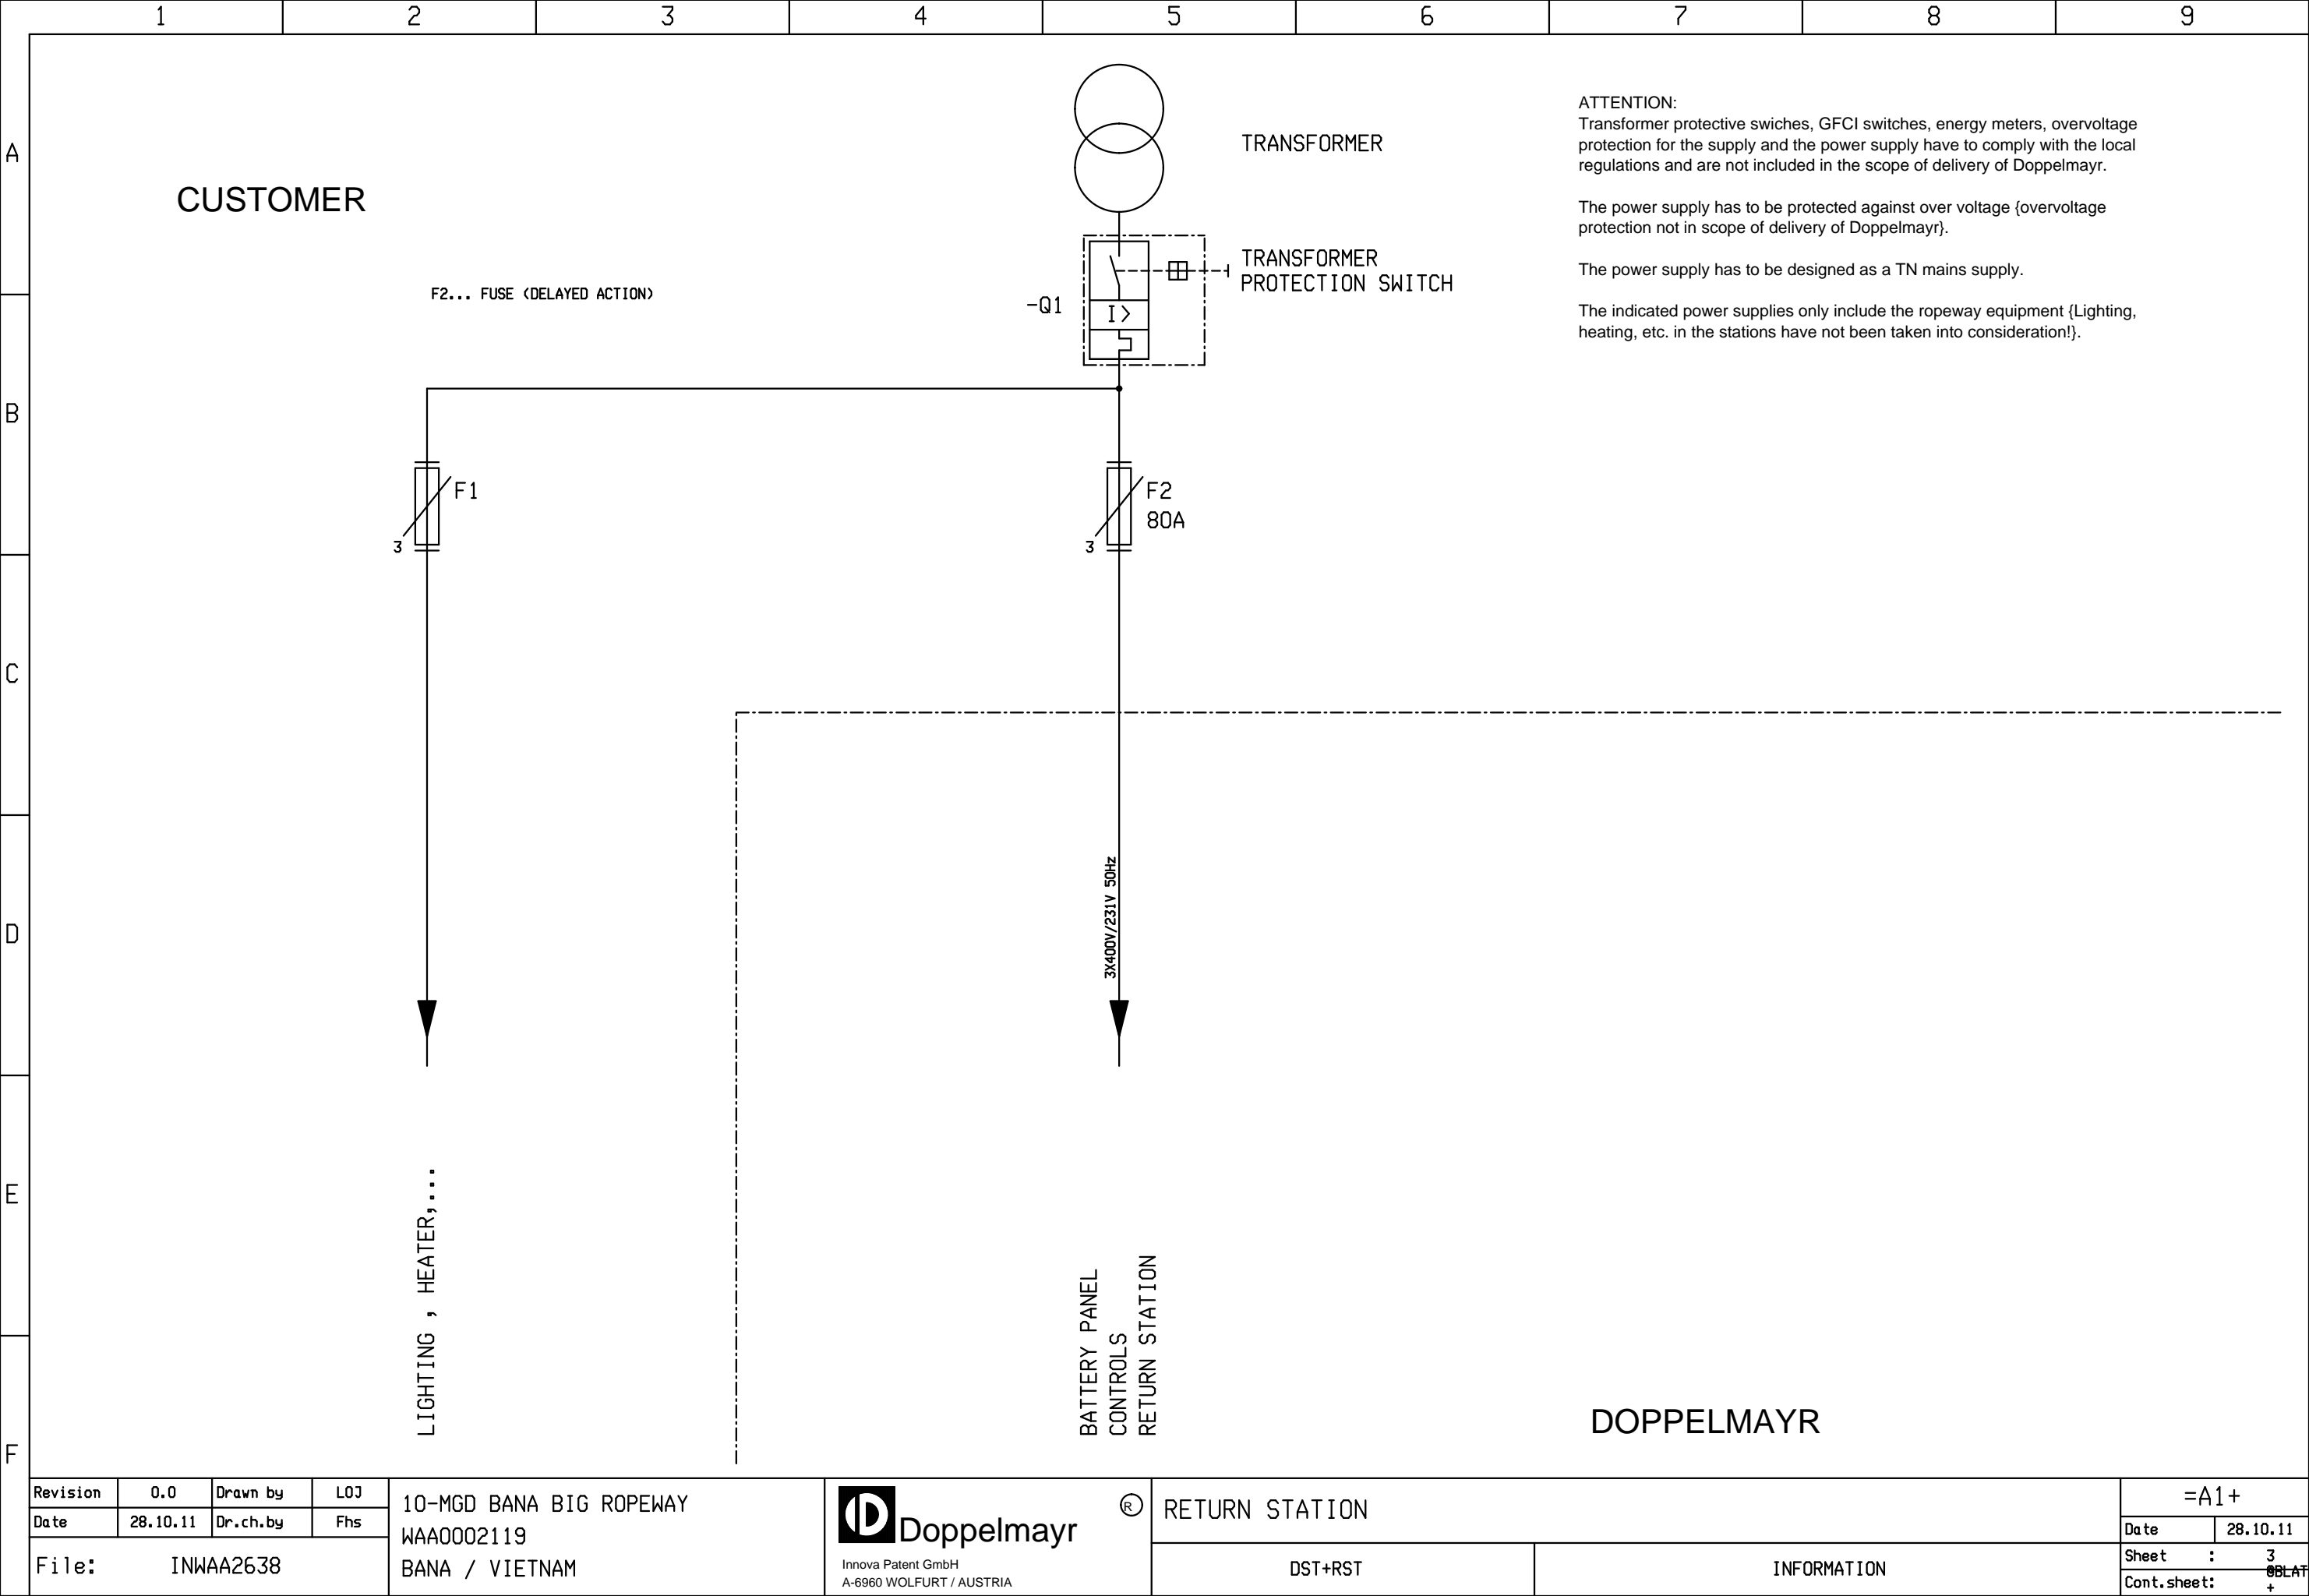 1 2 3 4 5 6 7 8 9
A
B
C
D
E
F
CUSTOMER
TRANSFORMER
ATTENTION:
Transformer protective swiches, GFCI switches, energy meters, overvoltage
protection for the supply and the power supply have to comply with the local
regulations and are not included in the scope of delivery of Doppelmayr.
The power supply has to be protected against over voltage {overvoltage
protection not in scope of delivery of Doppelmayr}.
The power supply has to be designed as a TN mains supply.
The indicated power supplies only include the ropeway equipment {Lighting,
heating, etc. in the stations have not been taken into consideration!}.
TRANSFORMER
PROTECTION SWITCH
F2... FUSE (DELAYED ACTION)
-Q1
I>
F1
3
F2
80A
3
3X400V/231V 50Hz
LIGHTING , HEATER,...
BATTERY PANEL
CONTROLS
RETURN STATION
DOPPELMAYR
Revision 0.0 Drawn by LOJ
Date 28.10.11 Dr.ch.by Fhs
File: INWAA2638
10-MGD BANA BIG ROPEWAY
WAA0002119
BANA / VIETNAM
Doppelmayr
R
Innova Patent GmbH
A-6960 WOLFURT / AUSTRIA
RETURN STATION
DST+RST
INFORMATION
=A1+
Date 28.10.11
Sheet : 3
Cont.sheet:
+